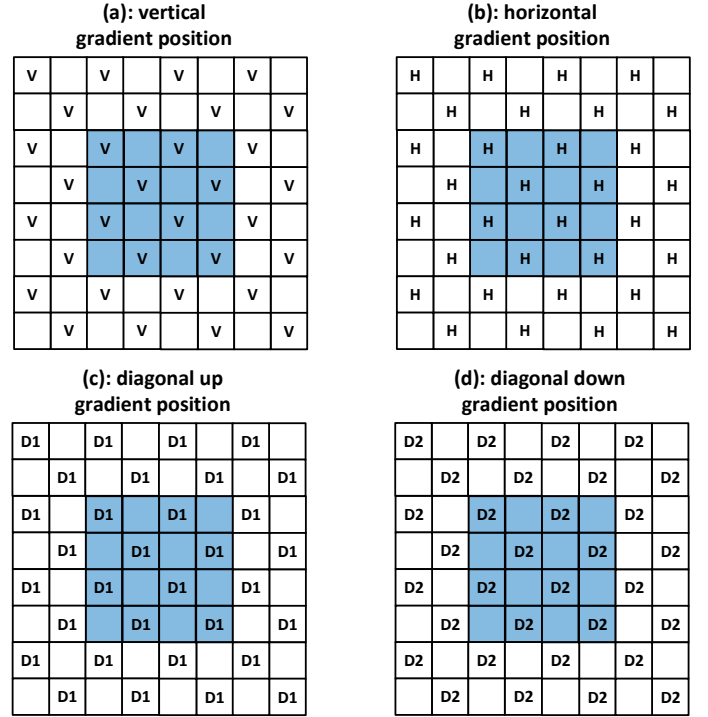 (a): vertical
gradient position
V V V V
V V V V
V V V V
V V V V
V V V V
V V V V
V V V V
V V V V
(b): horizontal
gradient position
H H H H
H H H H
H H H H
H H H H
H H H H
H H H H
H H H H
H H H H
(c): diagonal up
gradient position
D1 D1 D1 D1
D1 D1 D1 D1
D1 D1 D1 D1
D1 D1 D1 D1
D1 D1 D1 D1
D1 D1 D1 D1
D1 D1 D1 D1
D1 D1 D1 D1
(d): diagonal down
gradient position
D2 D2 D2 D2
D2 D2 D2 D2
D2 D2 D2 D2
D2 D2 D2 D2
D2 D2 D2 D2
D2 D2 D2 D2
D2 D2 D2 D2
D2 D2 D2 D2